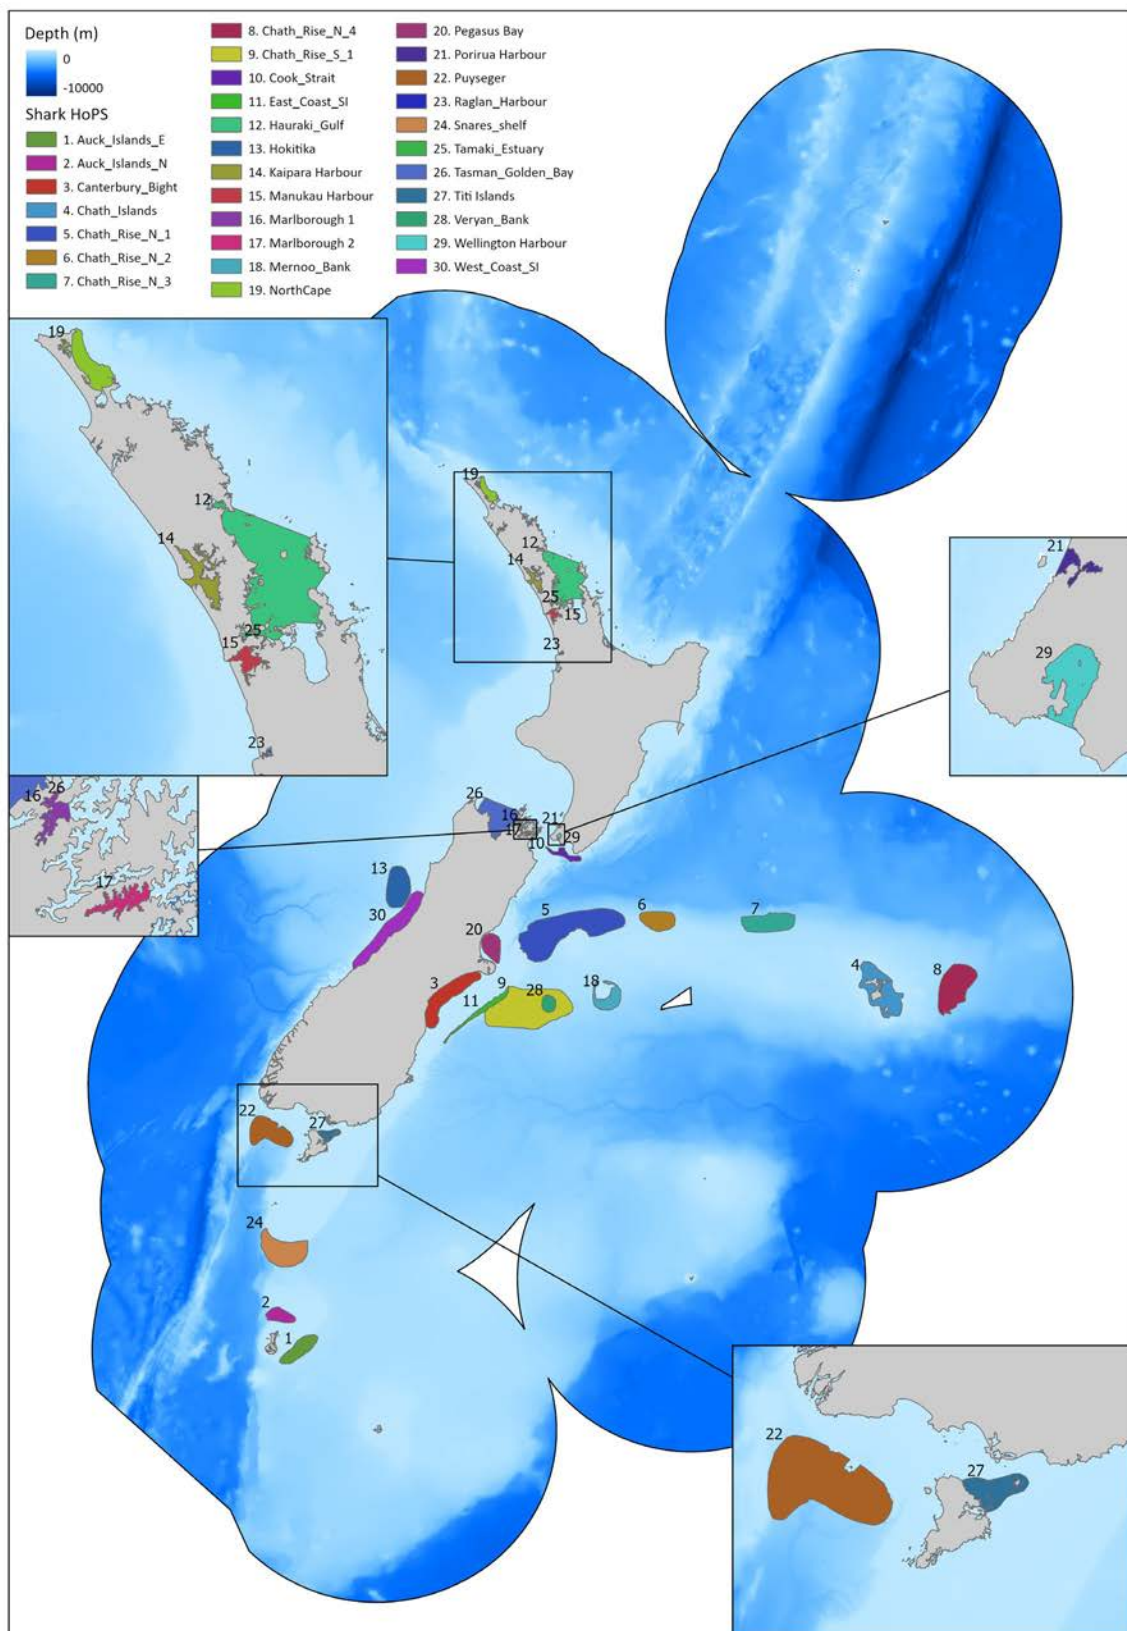 Depth (m)
0
-10000
Shark HoPS
1. Auck_Islands_E
2. Auck_Islands_N
3. Canterbury_Bight
4. Chath_Islands
5. Chath_Rise_N_1
6. Chath_Rise_N_2
7. Chath_Rise_N_3
8. Chath_Rise_N_4
9. Chath_Rise_S_1
10. Cook_Strait
11. East_Coast_SI
12. Hauraki_Gulf
13. Hokitika
14. Kaipara Harbour
15. Manukau Harbour
16. Marlborough 1
17. Marlborough 2
18. Mernoo_Bank
19. NorthCape
20. Pegasus Bay
21. Porirua Harbour
22. Puyseger
23. Raglan_Harbour
24. Snares_shelf
25. Tamaki_Estuary
26. Tasman_Golden_Bay
27. Titi Islands
28. Veryan_Bank
29. Wellington Harbour
30. West_Coast_SI
19
12
14
25
15
23
19
12
14
25
15
23
21
29
16
26
17
26
16
17
21
10
29
13
30
20
5
6
7
3
11
9
28
18
4
8
22
27
24
2
1
22
27